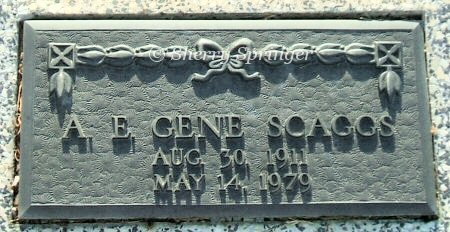 © Sherry Springer
A. E. GENE SCAGGS
AUG. 30, 1911
MAY 14, 1979